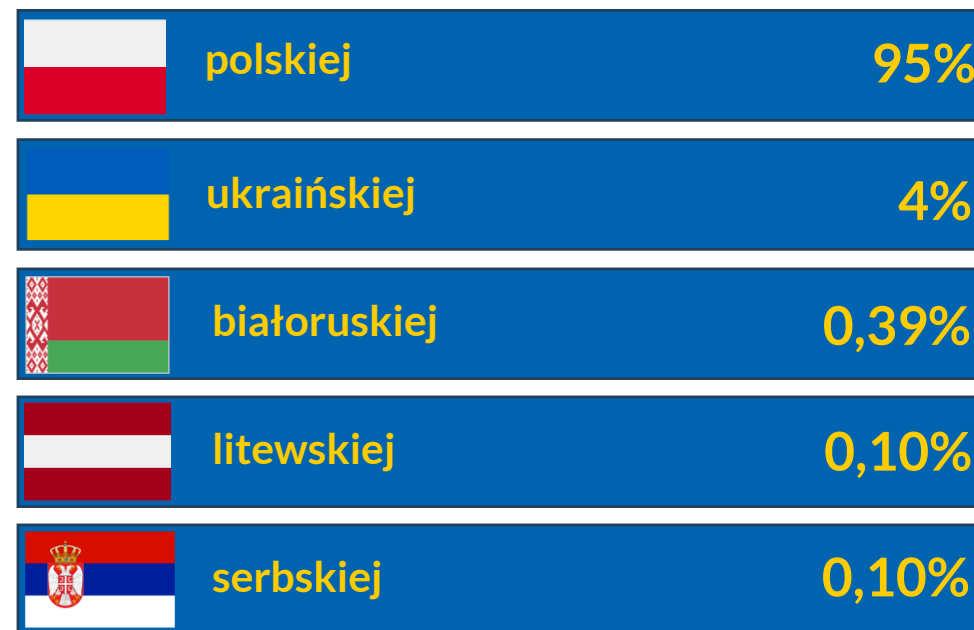 polskiej 95%
ukraińskiej 4%
białoruskiej 0,39%
litewskiej 0,10%
serbskiej 0,10%